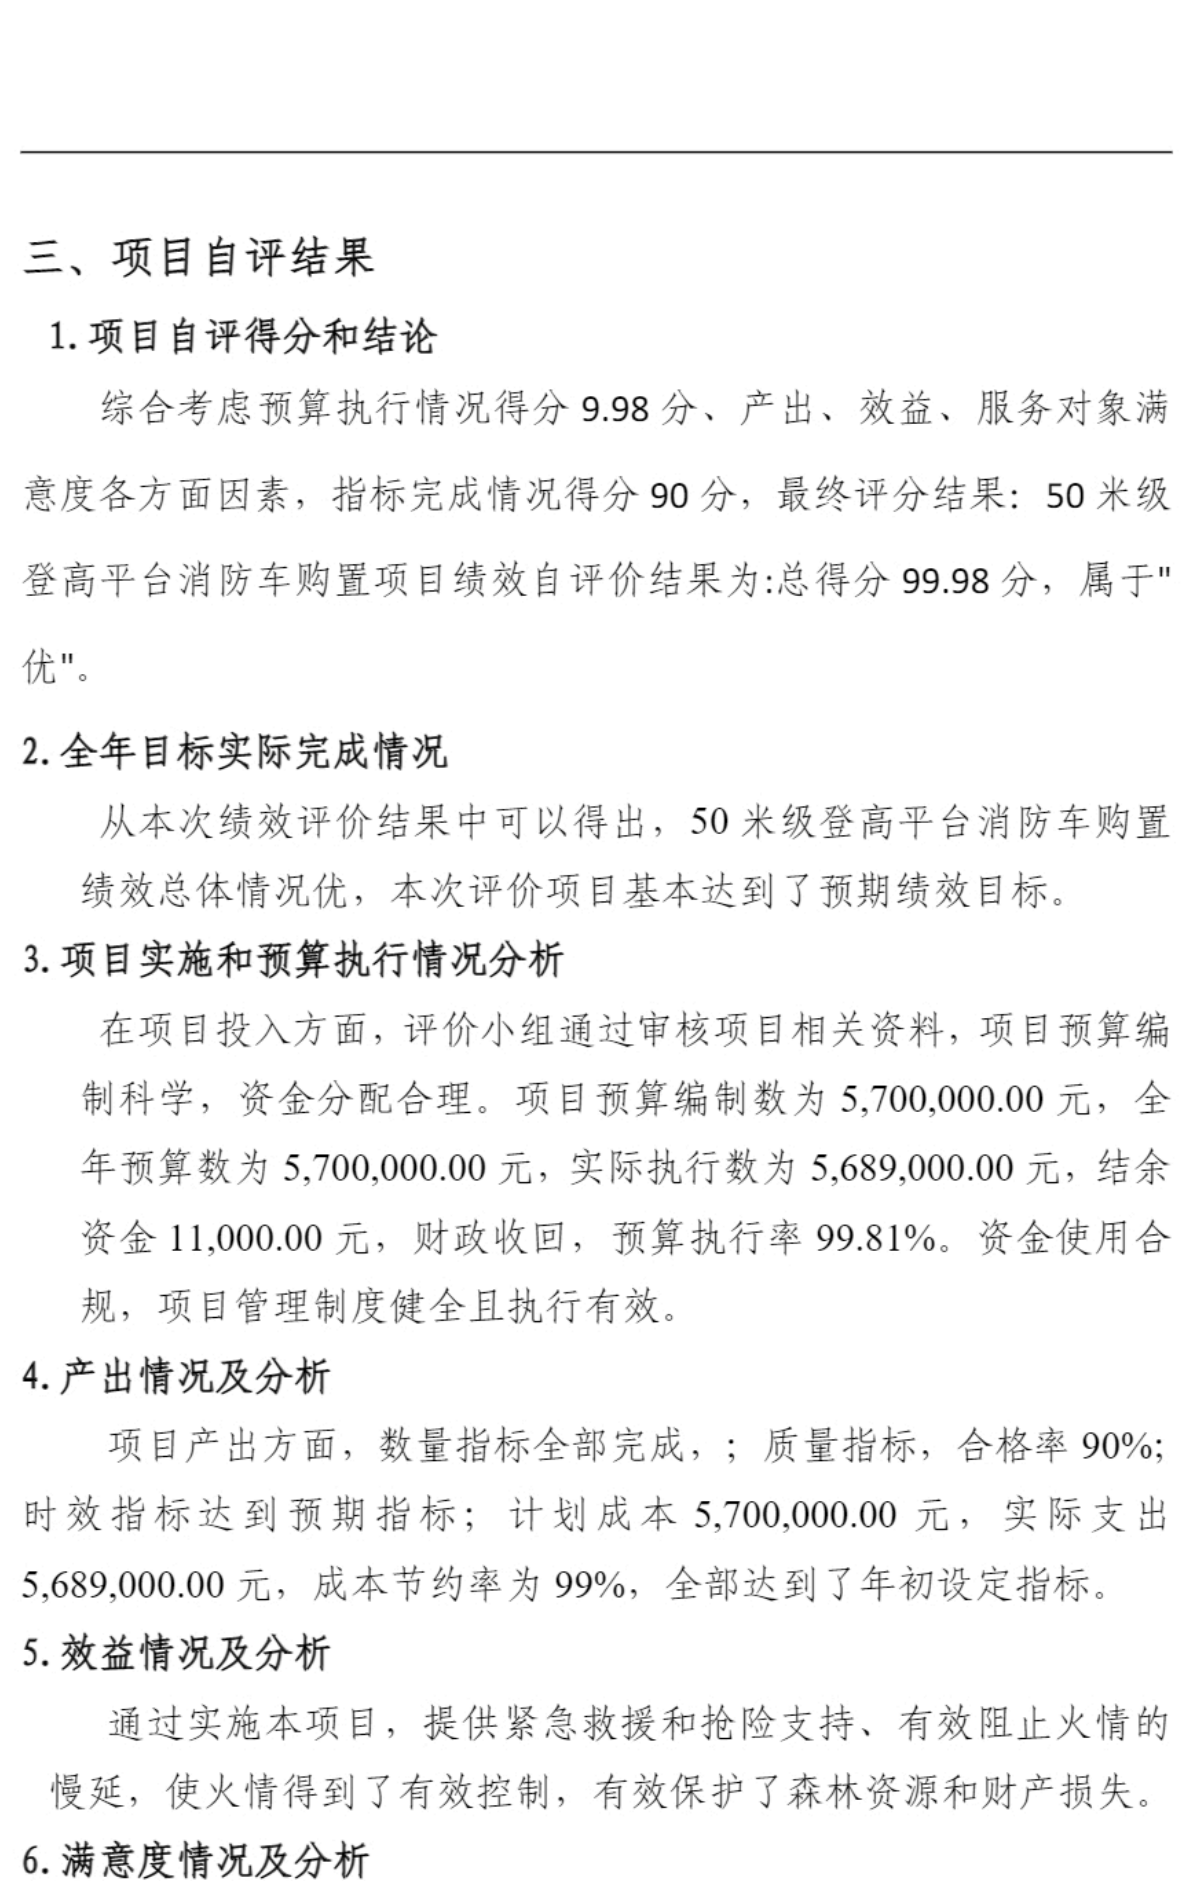 三、项目自评结果
1.项目自评得分和结论
综合考虑预算执行情况得分 9.98 分、产出、效益、服务对象满
意度各方面因素，指标完成情况得分 90 分，最终评分结果：50 米级
登高平台消防车购置项目绩效自评价结果为:总得分 99.98 分，属于"
优"。
2.全年目标实际完成情况
从本次绩效评价结果中可以得出，50 米级登高平台消防车购置
绩效总体情况优，本次评价项目基本达到了预期绩效目标。
3.项目实施和预算执行情况分析
在项目投入方面，评价小组通过审核项目相关资料，项目预算编
制科学，资金分配合理。项目预算编制数为 5,700,000.00 元，全
年预算数为 5,700,000.00 元，实际执行数为 5,689,000.00 元，结余
资金 11,000.00 元，财政收回，预算执行率 99.81%。资金使用合
规，项目管理制度健全且执行有效。
4.产出情况及分析
项目产出方面，数量指标全部完成，；质量指标，合格率 90%;
时效指标达到预期指标；计划成本 5,700,000.00 元，实际支出
5,689,000.00 元，成本节约率为 99%，全部达到了年初设定指标。
5.效益情况及分析
通过实施本项目，提供紧急救援和抢险支持、有效阻止火情的
慢延，使火情得到了有效控制，有效保护了森林资源和财产损失。
6.满意度情况及分析